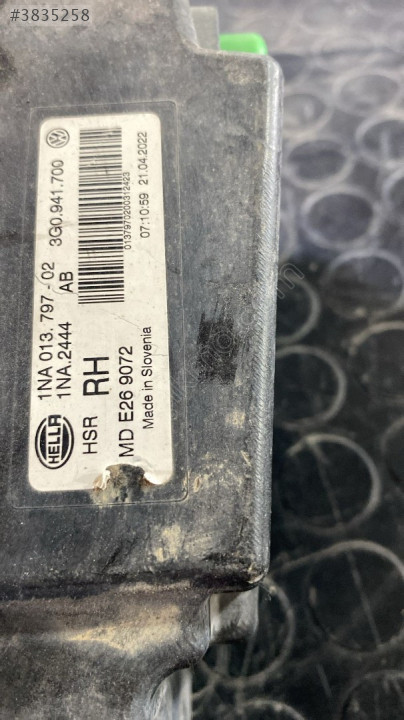 #3835258
HELLA
1NA 013. 797 - 02 3G0.941.700
1NA.2444 AB
0137970200312423
HSR RH 07:10:59 21.04.2022
MD E26 9072
Made in Slovenia